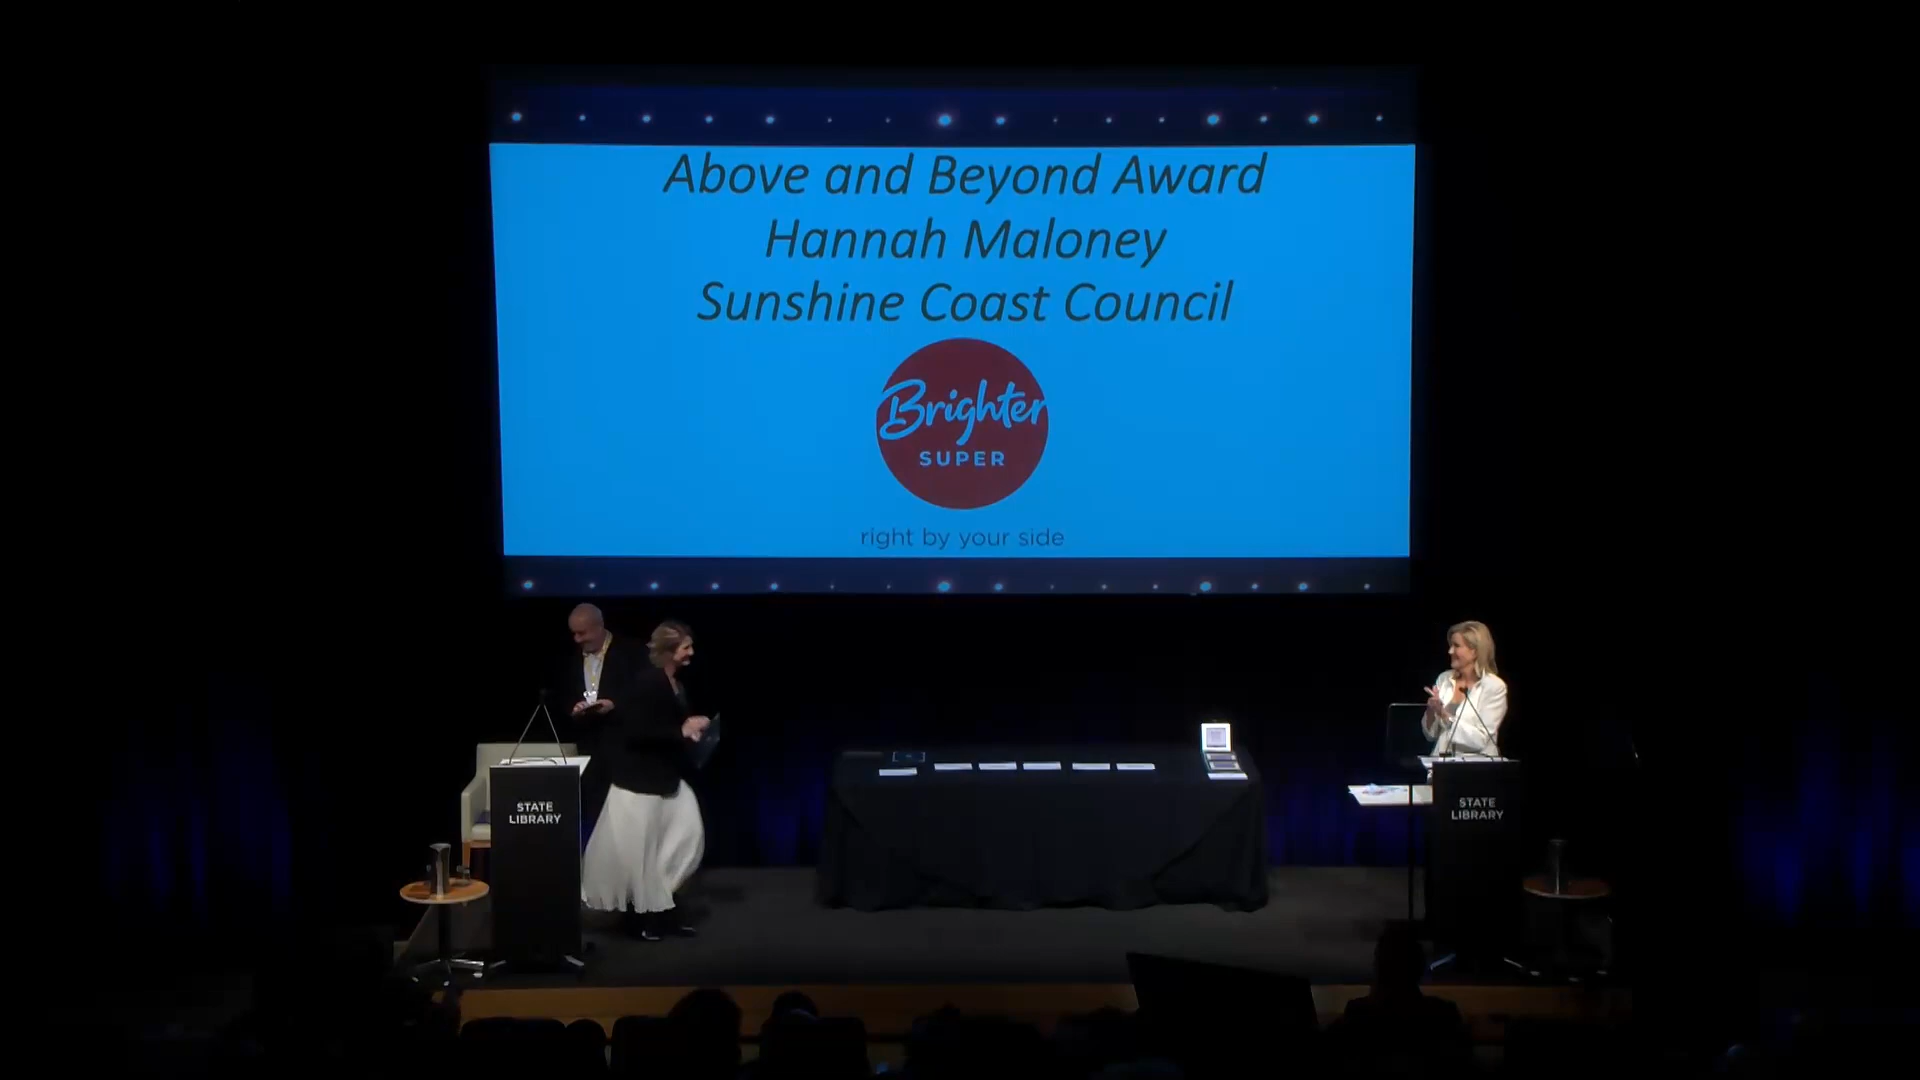 Above and Beyond Award
Hannah Maloney
Sunshine Coast Council
Brighter
SUPER
right by your side
STATE
LIBRARY
STATE
LIBRARY